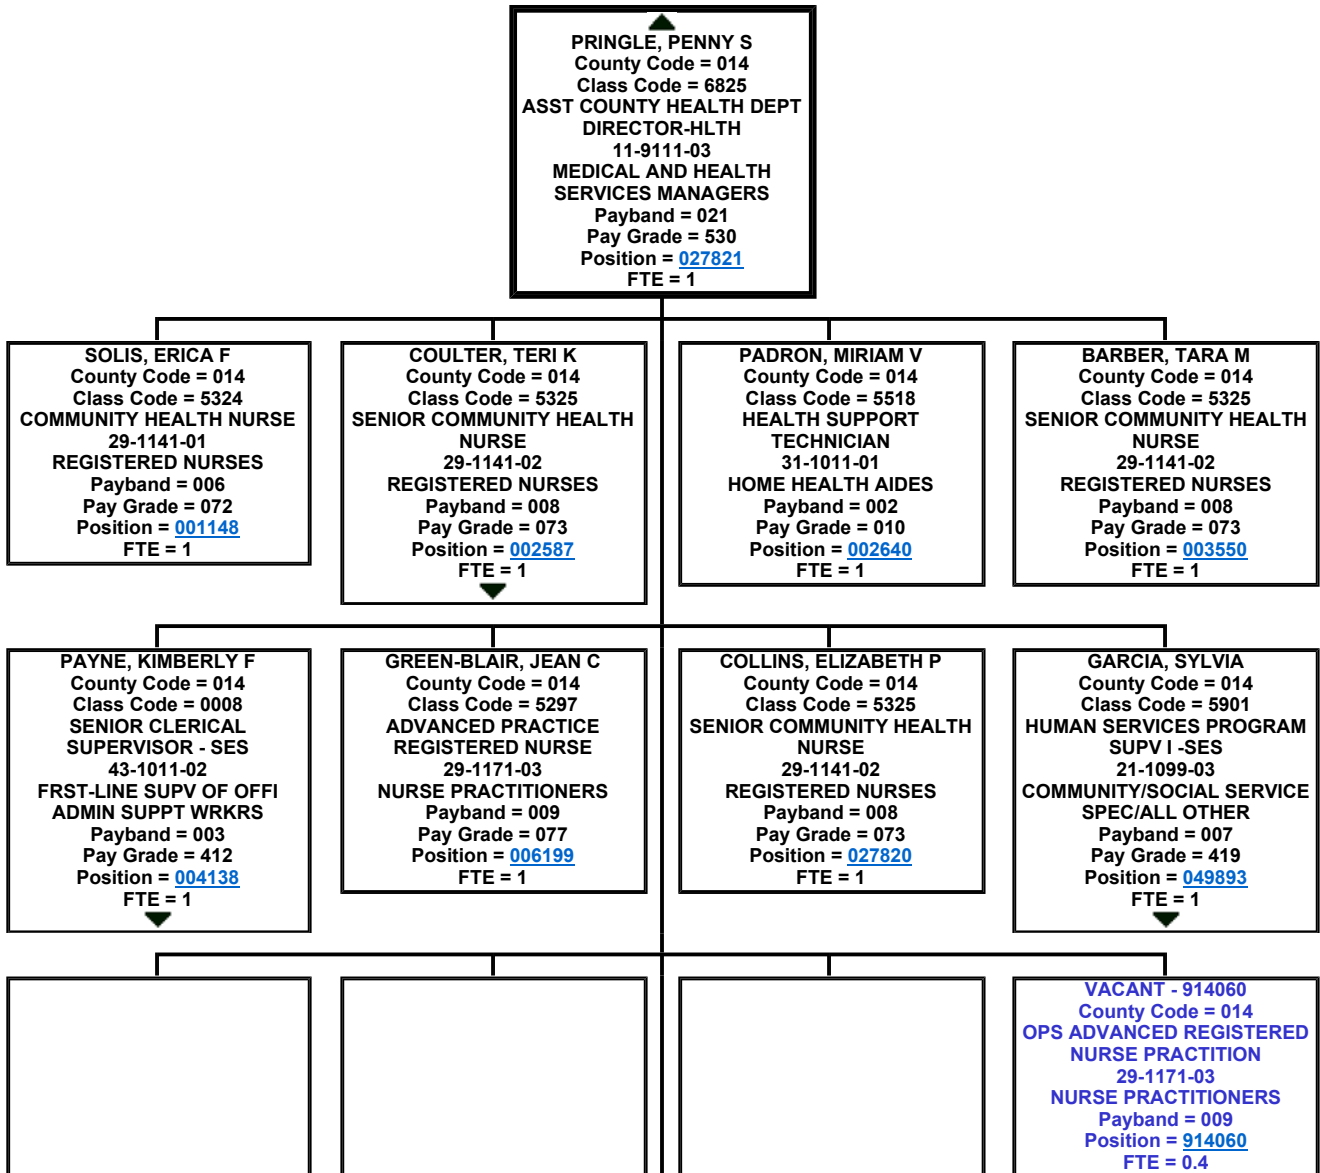 PRINGLE, PENNY S
County Code = 014
Class Code = 6825
ASST COUNTY HEALTH DEPT
DIRECTOR-HLTH
11-9111-03
MEDICAL AND HEALTH
SERVICES MANAGERS
Payband = 021
Pay Grade = 530
Position = 027821
FTE = 1
SOLIS, ERICA F
County Code = 014
Class Code = 5324
COMMUNITY HEALTH NURSE
29-1141-01
REGISTERED NURSES
Payband = 006
Pay Grade = 072
Position = 001148
FTE = 1
COULTER, TERI K
County Code = 014
Class Code = 5325
SENIOR COMMUNITY HEALTH
NURSE
29-1141-02
REGISTERED NURSES
Payband = 008
Pay Grade = 073
Position = 002587
FTE = 1
PADRON, MIRIAM V
County Code = 014
Class Code = 5518
HEALTH SUPPORT
TECHNICIAN
31-1011-01
HOME HEALTH AIDES
Payband = 002
Pay Grade = 010
Position = 002640
FTE = 1
BARBER, TARA M
County Code = 014
Class Code = 5325
SENIOR COMMUNITY HEALTH
NURSE
29-1141-02
REGISTERED NURSES
Payband = 008
Pay Grade = 073
Position = 003550
FTE = 1
PAYNE, KIMBERLY F
County Code = 014
Class Code = 0008
SENIOR CLERICAL
SUPERVISOR - SES
43-1011-02
FRST-LINE SUPV OF OFFI
ADMIN SUPPT WRKRS
Payband = 003
Pay Grade = 412
Position = 004138
FTE = 1
GREEN-BLAIR, JEAN C
County Code = 014
Class Code = 5297
ADVANCED PRACTICE
REGISTERED NURSE
29-1171-03
NURSE PRACTITIONERS
Payband = 009
Pay Grade = 077
Position = 006199
FTE = 1
COLLINS, ELIZABETH P
County Code = 014
Class Code = 5325
SENIOR COMMUNITY HEALTH
NURSE
29-1141-02
REGISTERED NURSES
Payband = 008
Pay Grade = 073
Position = 027820
FTE = 1
GARCIA, SYLVIA
County Code = 014
Class Code = 5901
HUMAN SERVICES PROGRAM
SUPV I -SES
21-1099-03
COMMUNITY/SOCIAL SERVICE
SPEC/ALL OTHER
Payband = 007
Pay Grade = 419
Position = 049893
FTE = 1
VACANT - 914060
County Code = 014
OPS ADVANCED REGISTERED
NURSE PRACTITION
29-1171-03
NURSE PRACTITIONERS
Payband = 009
Position = 914060
FTE = 0.4